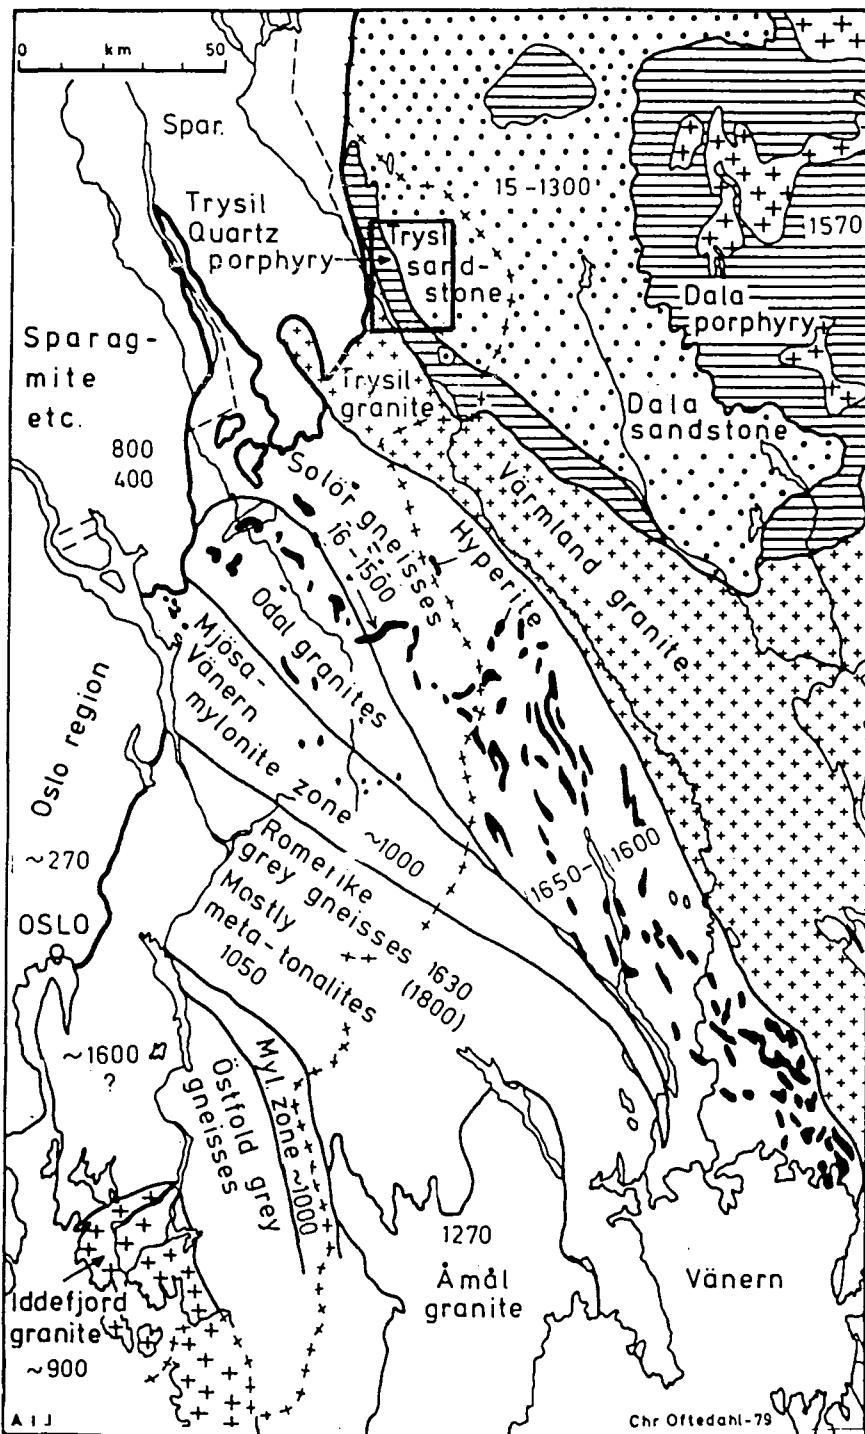 0 km 50
Spar.
Trysil
Quartz
porphyry
Trysil
sand-
stone
15-1300
1570
Dala
porphyry
Sparag-
mite
etc.
800
400
Trysil
granite
Dala
sandstone
Solör gneisses
16-1500
Hyperite
Värmland granite
Odal granites
Mjösa-
Vänern
mylonite zone ~1000
Oslo region
~270
OSLO
Romerike
grey gneisses 1630
(1800)
Mostly
meta-tonalites
1050
1650-1600
~1600
?
Östfold grey
gneisses
Myl. zone ~1000
1270
Åmål
granite
Vänern
Iddefjord
granite
~900
A I J
Chr Oftedahl-79